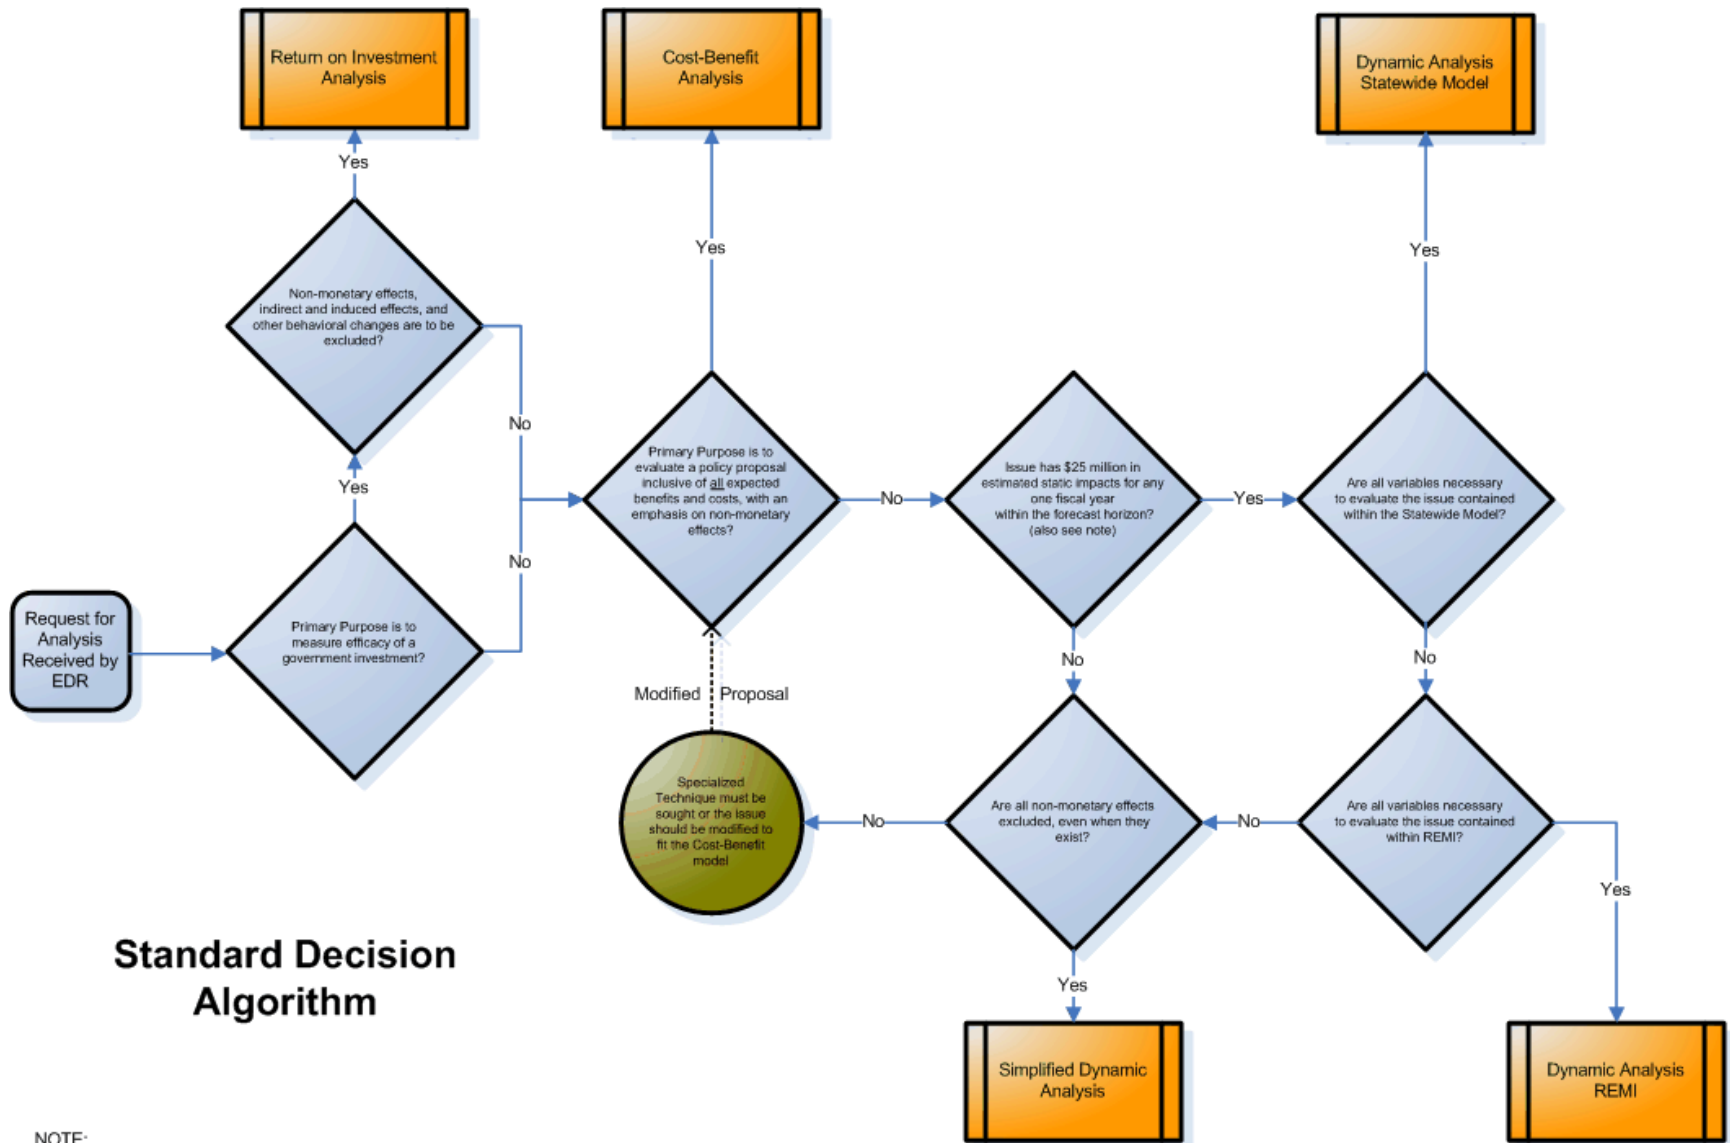 Return on Investment
Analysis
Cost-Benefit
Analysis
Dynamic Analysis
Statewide Model
Yes
Yes
Yes
Non-monetary effects,
indirect and induced effects, and
other behavioral changes are to be
excluded?
No
Yes
Primary Purpose is to
evaluate a policy proposal
inclusive of all expected
benefits and costs, with an
emphasis on non-monetary
effects?
No
Issue has $25 million in
estimated static impacts for any
one fiscal year
within the forecast horizon?
(also see note)
Yes
Are all variables necessary
to evaluate the issue contained
within the Statewide Model?
No
Request for
Analysis
Received by
EDR
Primary Purpose is to
measure efficacy of a
government investment?
No
No
Modified Proposal
Specialized
Technique must be
sought or the issue
should be modified to
fit the Cost-Benefit
model
No
Are all non-monetary effects
excluded, even when they
exist?
No
Are all variables necessary
to evaluate the issue contained
within REMI?
Yes
Standard Decision
Algorithm
Yes
Simplified Dynamic
Analysis
Dynamic Analysis
REMI
NOTE: